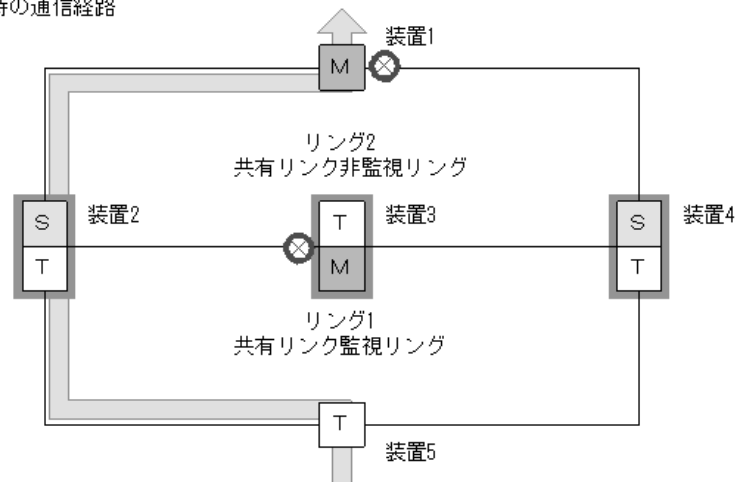 時の通信経路
装置1
M
リング2
共有リンク非監視リング
S
装置2
T
装置3
S
装置4
T
M
T
リング1
共有リンク監視リング
T
装置5